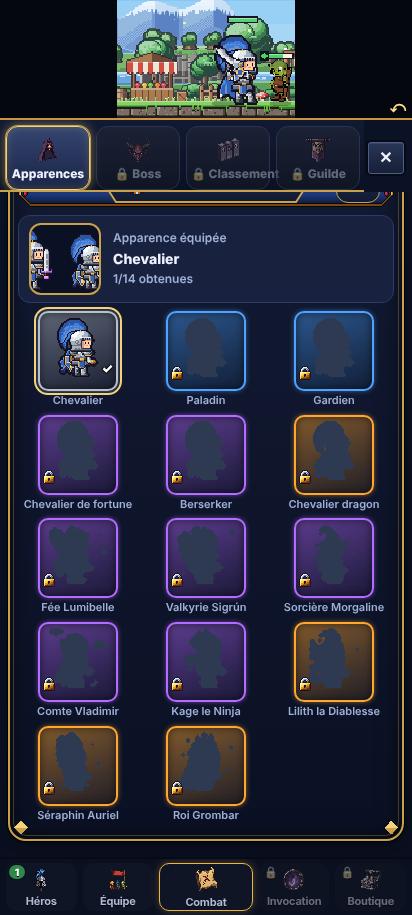 Apparences
Boss
Classement
Guilde
Apparence équipée
Chevalier
1/14 obtenues
Chevalier
Paladin
Gardien
Chevalier de fortune
Berserker
Chevalier dragon
Fée Lumibelle
Valkyrie Sigrún
Sorcière Morgaline
Comte Vladimir
Kage le Ninja
Lilith la Diablesse
Séraphin Auriel
Roi Grombar
1
Héros
Équipe
Combat
Invocation
Boutique